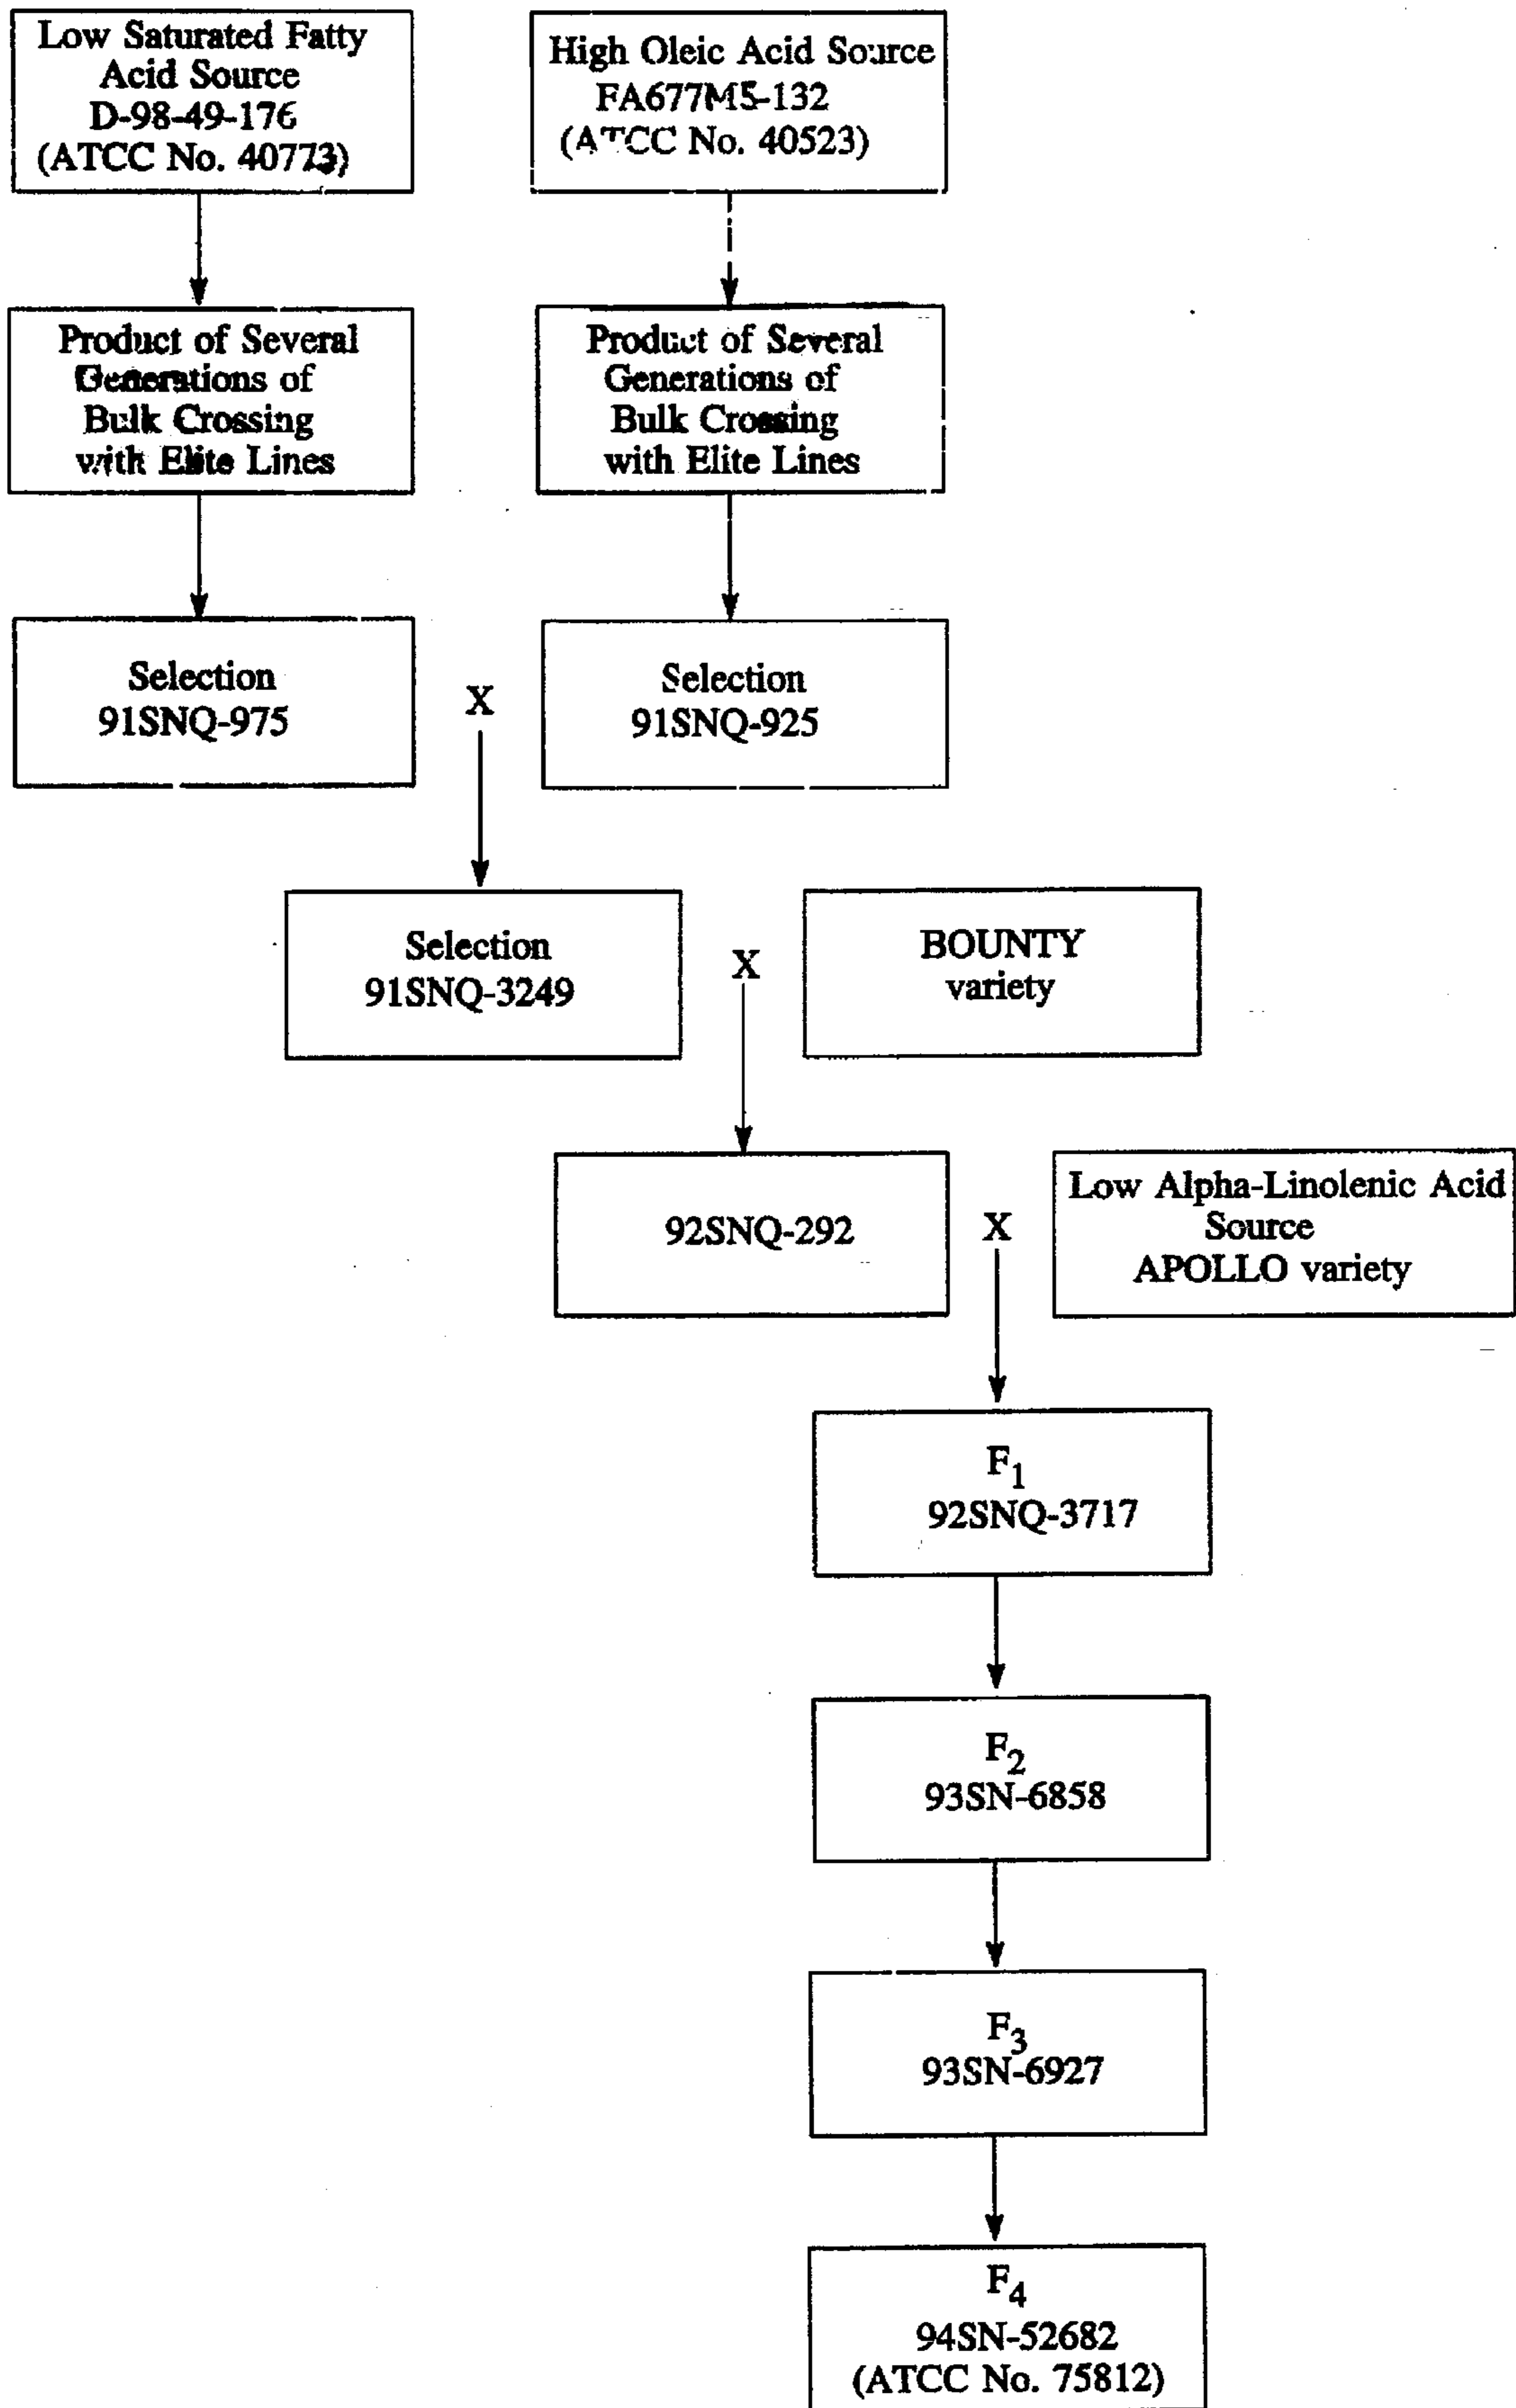 Low Saturated Fatty
Acid Source
D-98-49-176
(ATCC No. 40773)
High Oleic Acid Source
FA677M5-132
(ATCC No. 40523)
Product of Several
Generations of
Bulk Crossing
with Elite Lines
Product of Several
Generations of
Bulk Crossing
with Elite Lines
Selection
91SNQ-975
X
Selection
91SNQ-925
Selection
91SNQ-3249
X
BOUNTY
variety
92SNQ-292
X
Low Alpha-Linolenic Acid
Source
APOLLO variety
F1
92SNQ-3717
F2
93SN-6858
F3
93SN-6927
F4
94SN-52682
(ATCC No. 75812)